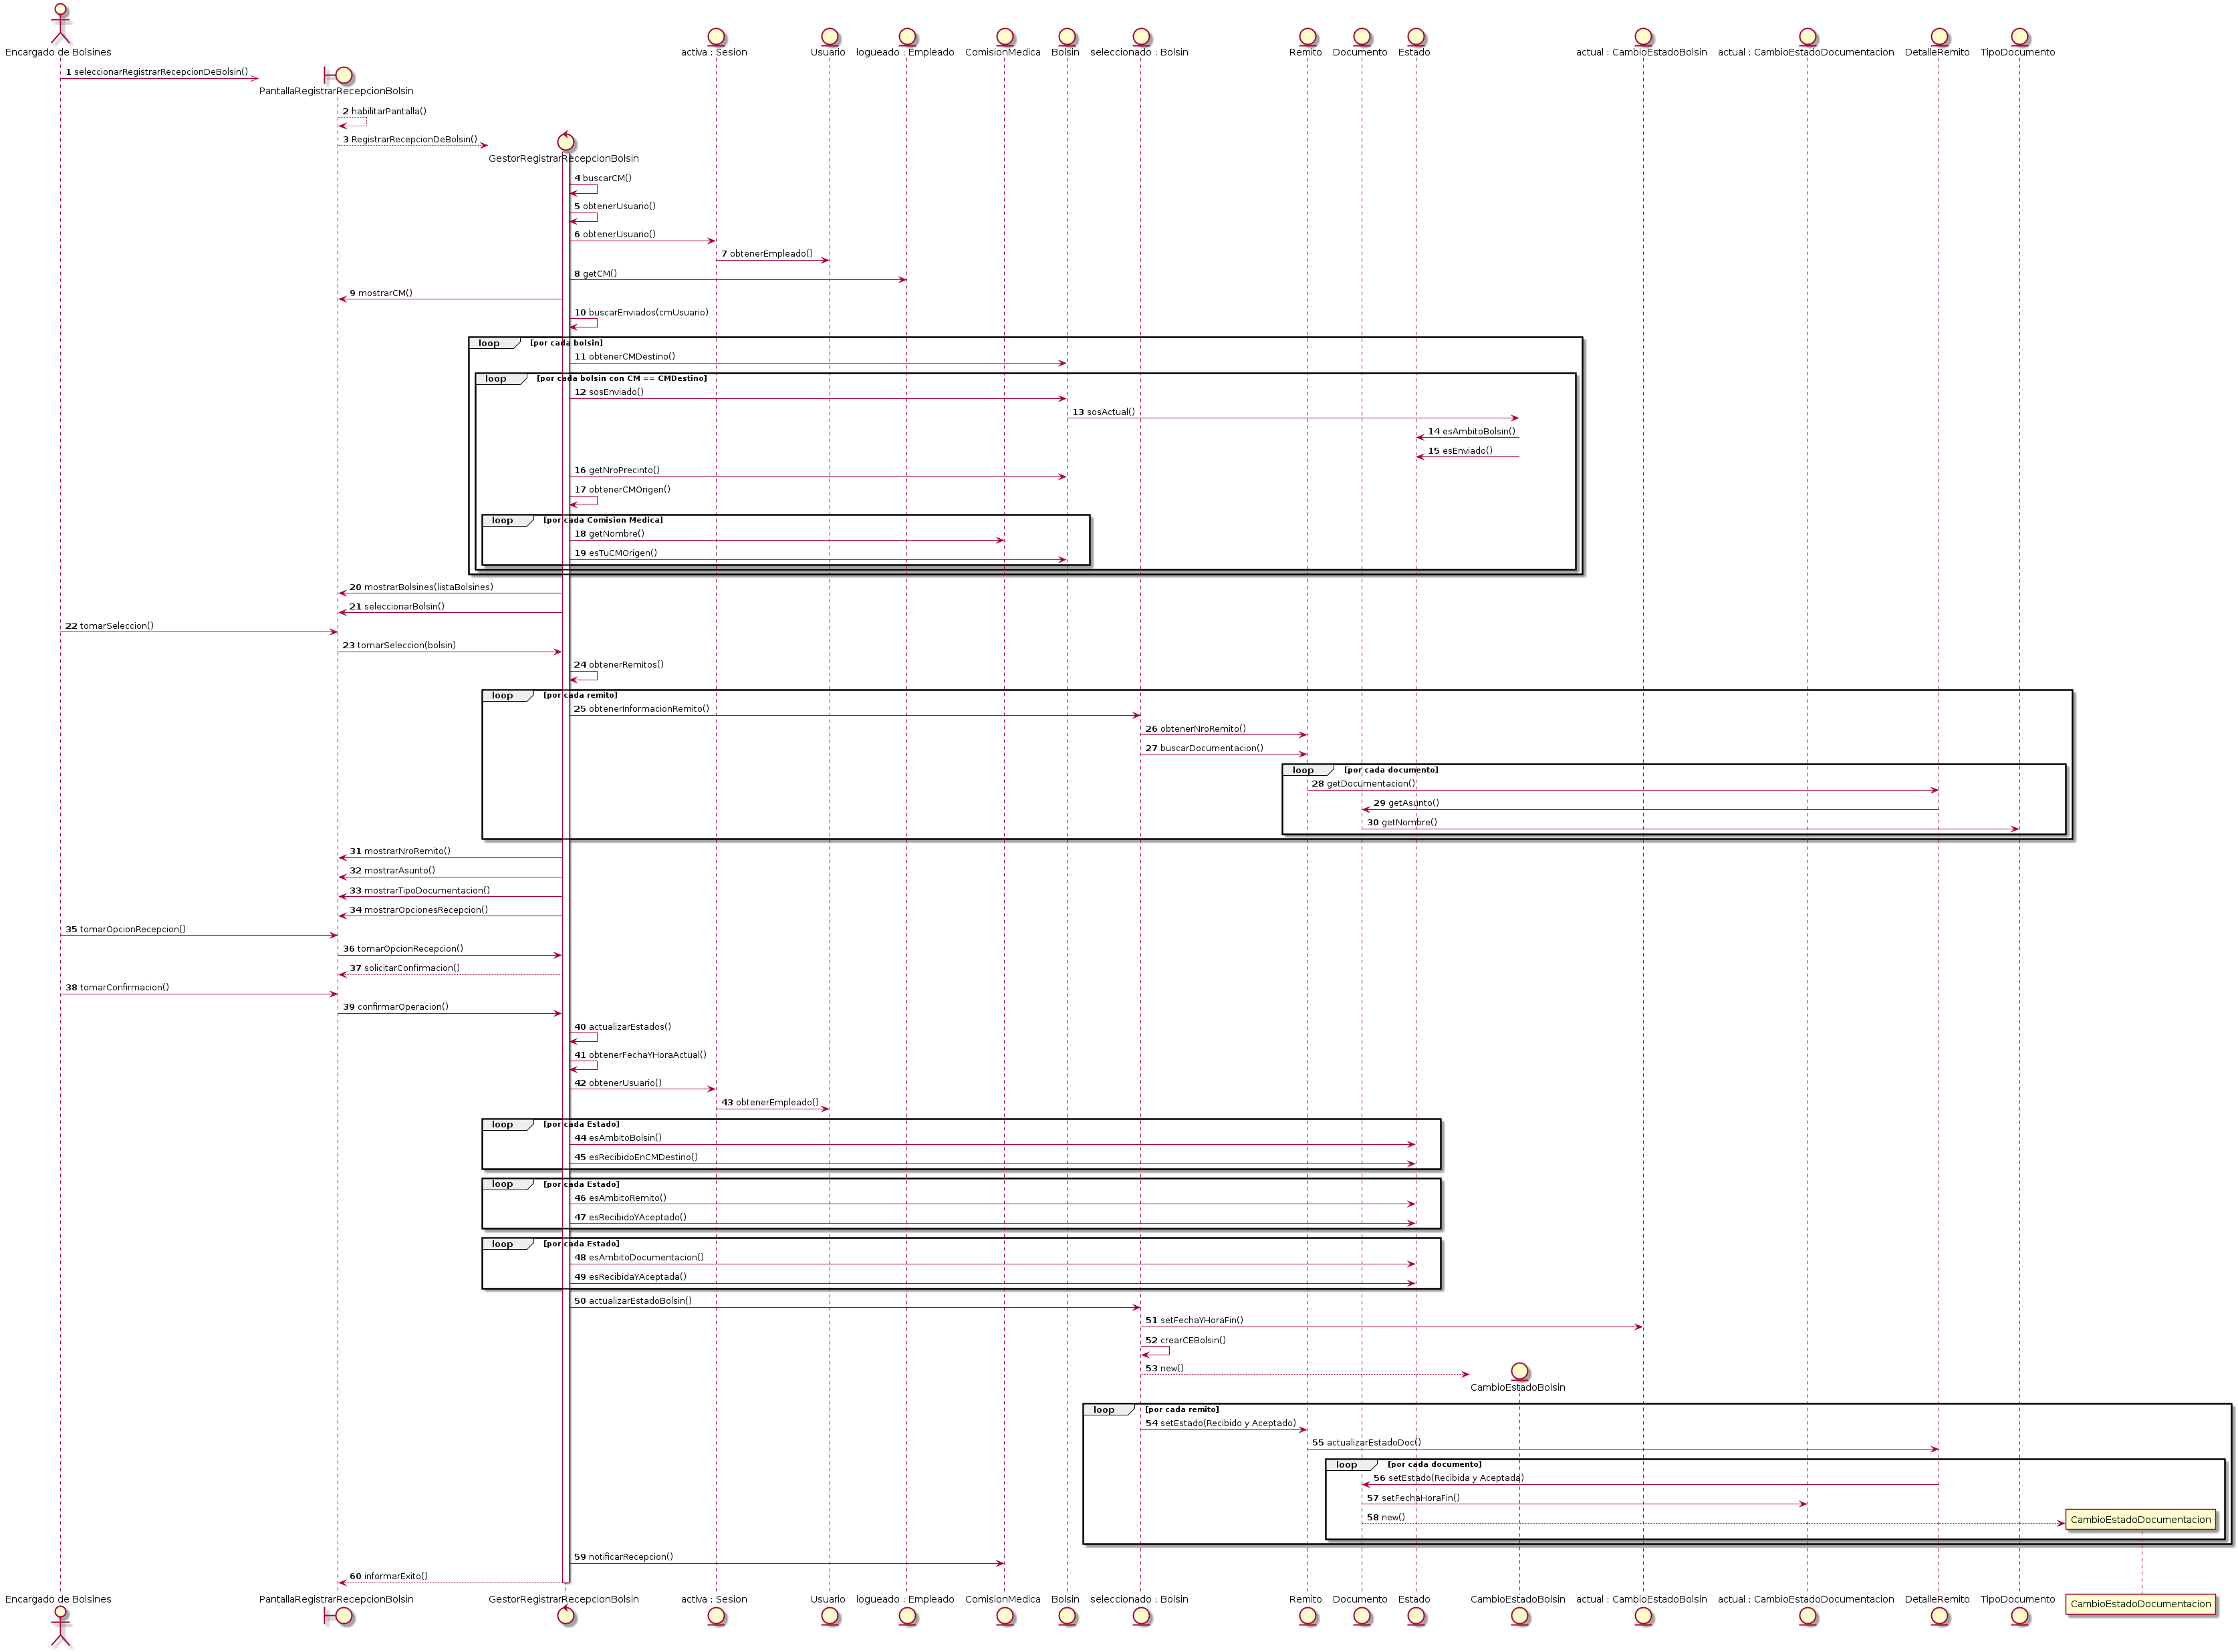 Encargado de Bolsines
activa : Sesion
Usuario
logueado : Empleado
ComisionMedica
Bolsin
seleccionado : Bolsin
Remito
Documento
Estado
actual : CambioEstadoBolsin
actual : CambioEstadoDocumentacion
DetalleRemito
TipoDocumento
1 seleccionarRegistrarRecepcionDeBolsin()
PantallaRegistrarRecepcionBolsin
2 habilitarPantalla()
3 RegistrarRecepcionDeBolsin()
GestorRegistrarRecepcionBolsin
4 buscarCM()
5 obtenerUsuario()
6 obtenerUsuario()
7 obtenerEmpleado()
8 getCM()
9 mostrarCM()
10 buscarEnviados(cmUsuario)
loop [por cada bolsin]
11 obtenerCMDestino()
loop [por cada bolsin con CM == CMDestino]
12 sosEnviado()
13 sosActual()
14 esAmbitoBolsin()
15 esEnviado()
16 getNroPrecinto()
17 obtenerCMOrigen()
loop [por cada Comision Medica]
18 getNombre()
19 esTuCMOrigen()
20 mostrarBolsines(listaBolsines)
21 seleccionarBolsin()
22 tomarSeleccion()
23 tomarSeleccion(bolsin)
24 obtenerRemitos()
loop [por cada remito]
25 obtenerInformacionRemito()
26 obtenerNroRemito()
27 buscarDocumentacion()
loop [por cada documento]
28 getDocumentacion()
29 getAsunto()
30 getNombre()
31 mostrarNroRemito()
32 mostrarAsunto()
33 mostrarTipoDocumentacion()
34 mostrarOpcionesRecepcion()
35 tomarOpcionRecepcion()
36 tomarOpcionRecepcion()
37 solicitarConfirmacion()
38 tomarConfirmacion()
39 confirmarOperacion()
40 actualizarEstados()
41 obtenerFechaYHoraActual()
42 obtenerUsuario()
43 obtenerEmpleado()
loop [por cada Estado]
44 esAmbitoBolsin()
45 esRecibidoEnCMDestino()
loop [por cada Estado]
46 esAmbitoRemito()
47 esRecibidoYAceptado()
loop [por cada Estado]
48 esAmbitoDocumentacion()
49 esRecibidaYAceptada()
50 actualizarEstadoBolsin()
51 setFechaYHoraFin()
52 crearCEBolsin()
53 new()
CambioEstadoBolsin
loop [por cada remito]
54 setEstado(Recibido y Aceptado)
55 actualizarEstadoDoc()
loop [por cada documento]
56 setEstado(Recibida y Aceptada)
57 setFechaHoraFin()
58 new()
CambioEstadoDocumentacion
59 notificarRecepcion()
60 informarExito()
Encargado de Bolsines
PantallaRegistrarRecepcionBolsin
GestorRegistrarRecepcionBolsin
activa : Sesion
Usuario
logueado : Empleado
ComisionMedica
Bolsin
seleccionado : Bolsin
Remito
Documento
Estado
CambioEstadoBolsin
actual : CambioEstadoBolsin
actual : CambioEstadoDocumentacion
DetalleRemito
TipoDocumento
CambioEstadoDocumentacion